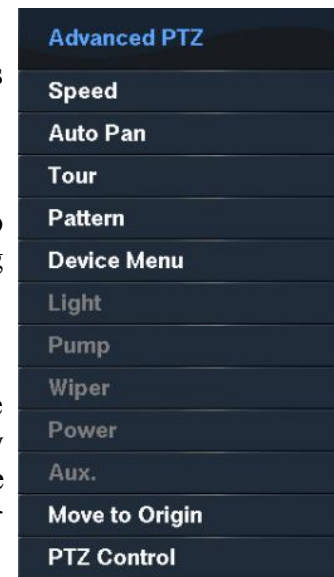 Advanced PTZ
Speed
Auto Pan
Tour
Pattern
Device Menu
Light
Pump
Wiper
Power
Aux.
Move to Origin
PTZ Control